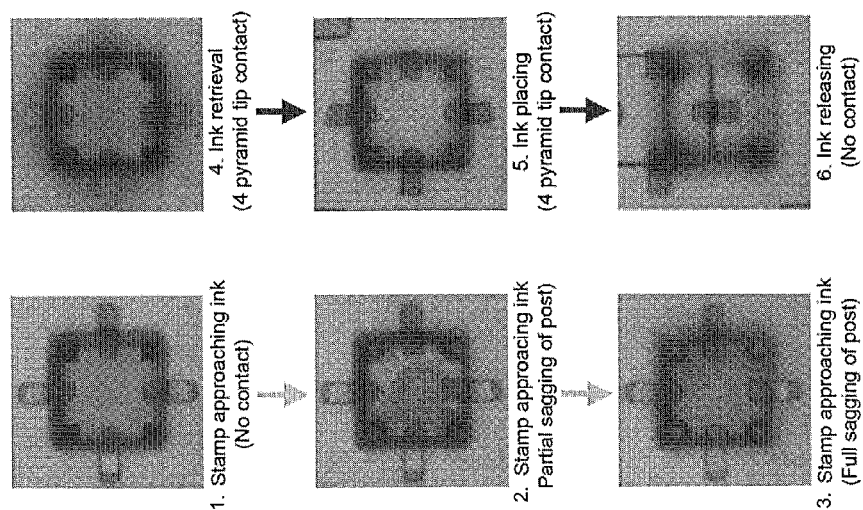 1. Stamp approaching ink
(No contact)
2. Stamp approacing ink
Partial sagging of post)
3. Stamp approaching ink
(Full sagging of post)
4. Ink retrieval
(4 pyramid tip contact)
5. Ink placing
(4 pyramid tip contact)
6. Ink releasing
(No contact)